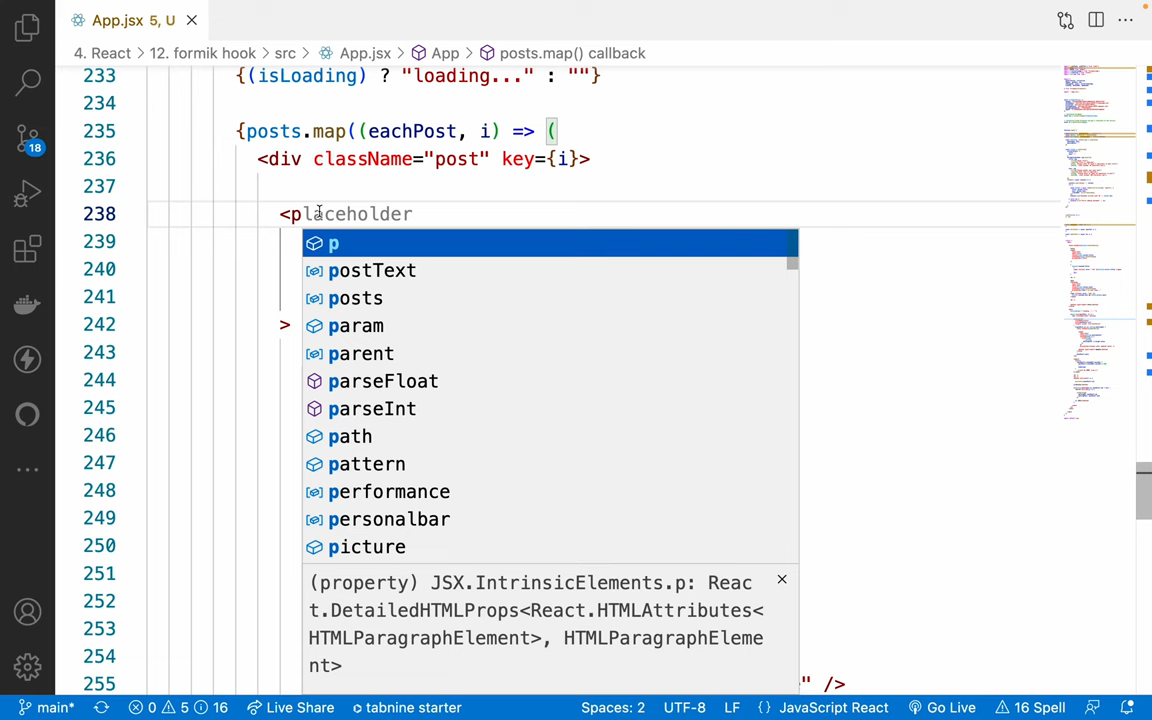 App.jsx 5, U
4. React > 12. formik hook > src > App.jsx > App > posts.map() callback
233 {(isLoading) ? "loading..." : ""}
234
235 {posts.map((eachPost, i) => (
236 <div className="post" key={i}>
237
238 <placeholder
239 p
240 postText
241 posts
242 > param
243 parent
244 parseFloat
245 parseInt
246 path
247 pattern
248 performance
249 personalbar
250 picture
251 (property) JSX.IntrinsicElements.p: Reac
252 t.DetailedHTMLProps<React.HTMLAttributes<
253 HTMLParagraphElement>, HTMLParagraphEleme
254 nt>
255 " />
18
main* 0 5 16 Live Share tabnine starter Spaces: 2 UTF-8 LF {} JavaScript React Go Live 16 Spell